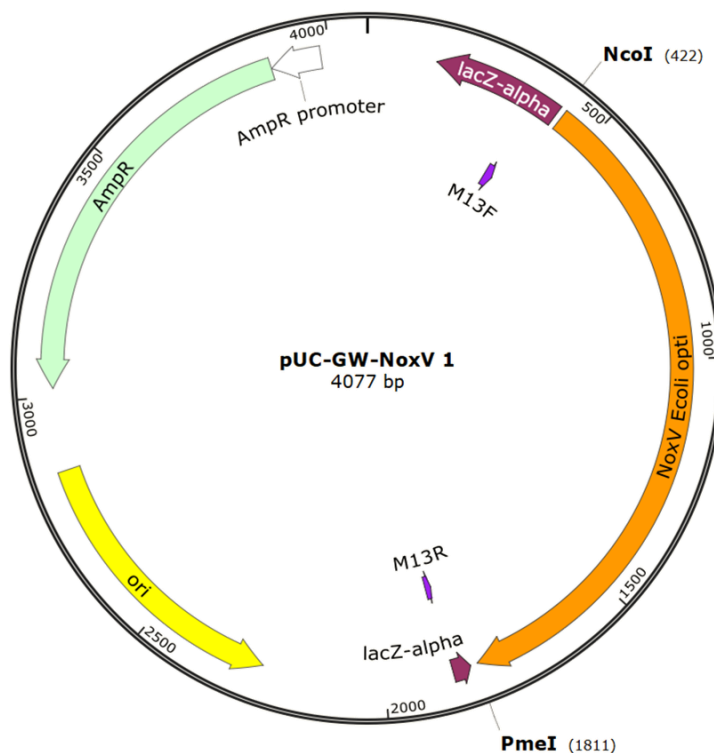 4000
lacZ-alpha
NcoI (422)
500
AmpR promoter
3500
AmpR
M13F
1000
pUC-GW-NoxV 1
4077 bp
NoxV Ecoli opti
3000
M13R
1500
ori
lacZ-alpha
2500
2000
PmeI (1811)